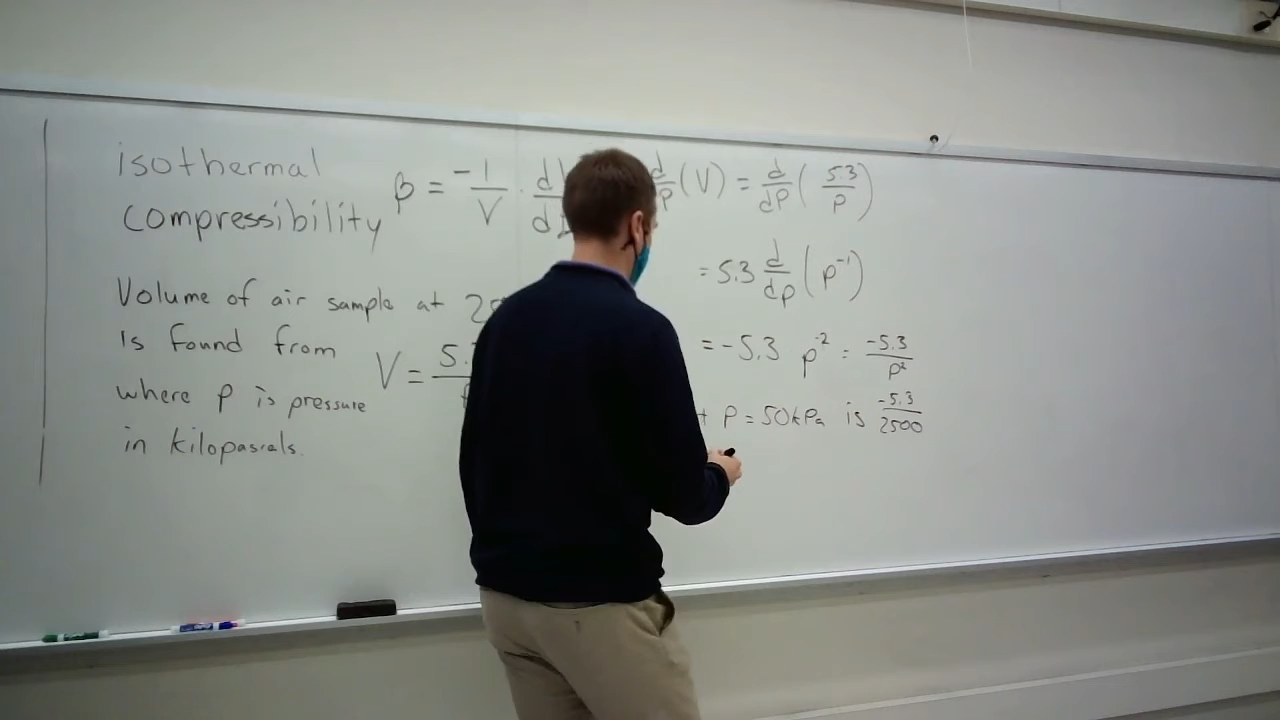 isothermal
compressibility
β = -1/V ·
(V) = d/dP ( 5.3/P )
= 5.3 d/dp ( p⁻¹ )
= -5.3 p⁻² = -5.3/P²
P = 50kPa is -5.3/2500
Volume of air sample at
is found from
V = 5.
where P is pressure
in kilopascals.